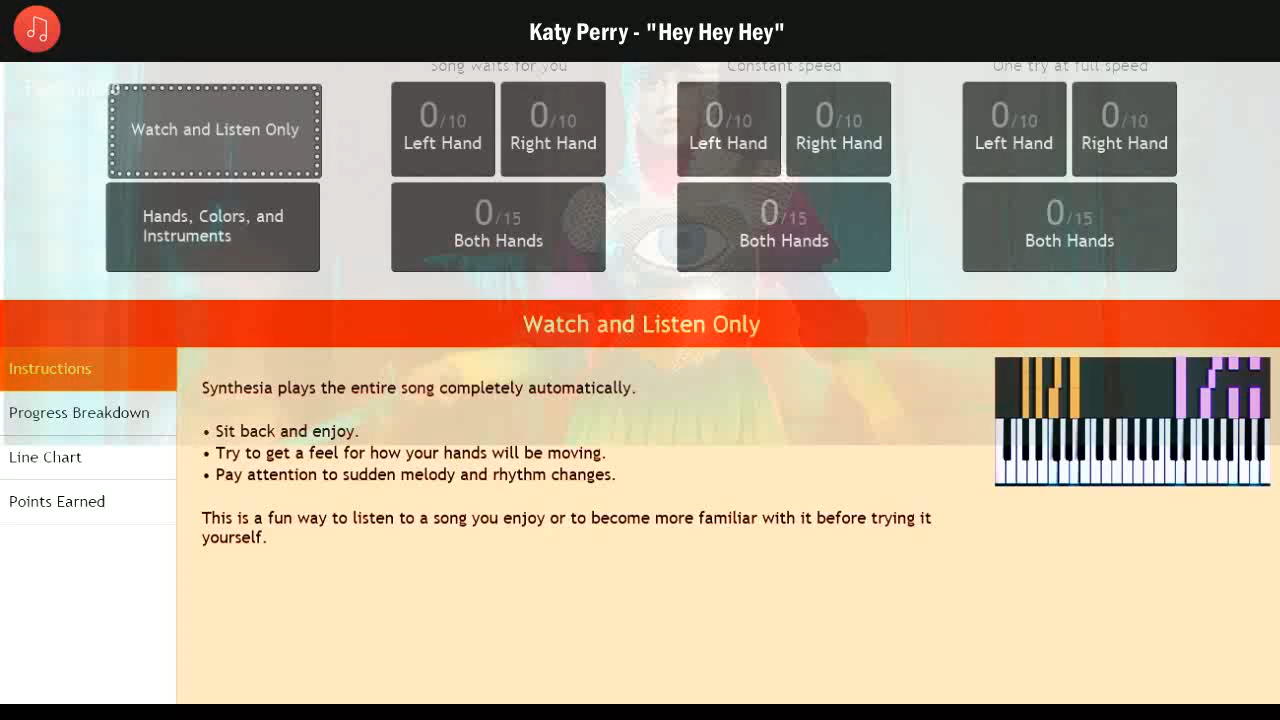 Katy Perry - "Hey Hey Hey"
Song waits for you
Constant speed
One try at full speed
Watch and Listen Only
0/10
Left Hand
0/10
Right Hand
0/10
Left Hand
0/10
Right Hand
0/10
Left Hand
0/10
Right Hand
Hands, Colors, and
Instruments
0/15
Both Hands
0/15
Both Hands
0/15
Both Hands
Watch and Listen Only
Instructions
Progress Breakdown
Line Chart
Points Earned
Synthesia plays the entire song completely automatically.
• Sit back and enjoy.
• Try to get a feel for how your hands will be moving.
• Pay attention to sudden melody and rhythm changes.
This is a fun way to listen to a song you enjoy or to become more familiar with it before trying it
yourself.